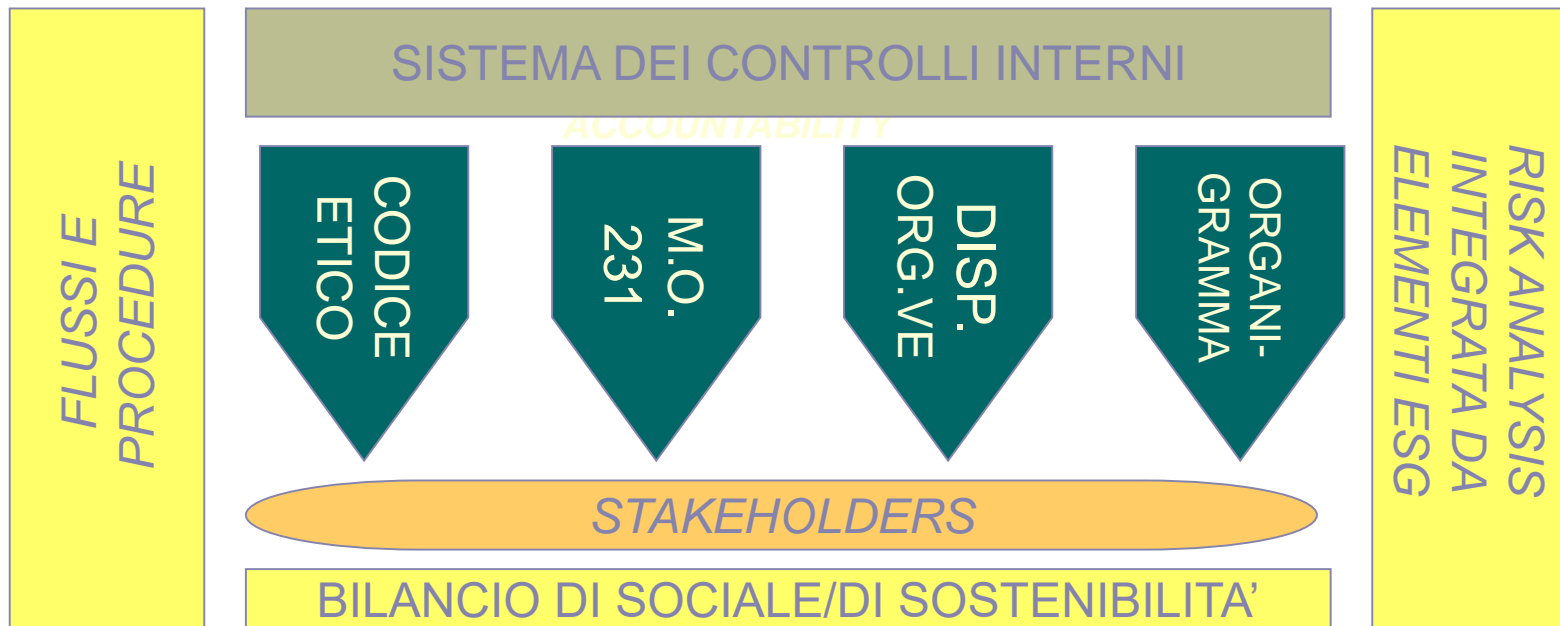 FLUSSI E
PROCEDURE
SISTEMA DEI CONTROLLI INTERNI
ACCOUNTABILITY
CODICE
ETICO
M.O.
231
DISP.
ORG.VE
ORGANI-
GRAMMA
STAKEHOLDERS
BILANCIO DI SOCIALE/DI SOSTENIBILITA’
RISK ANALYSIS
INTEGRATA DA
ELEMENTI ESG